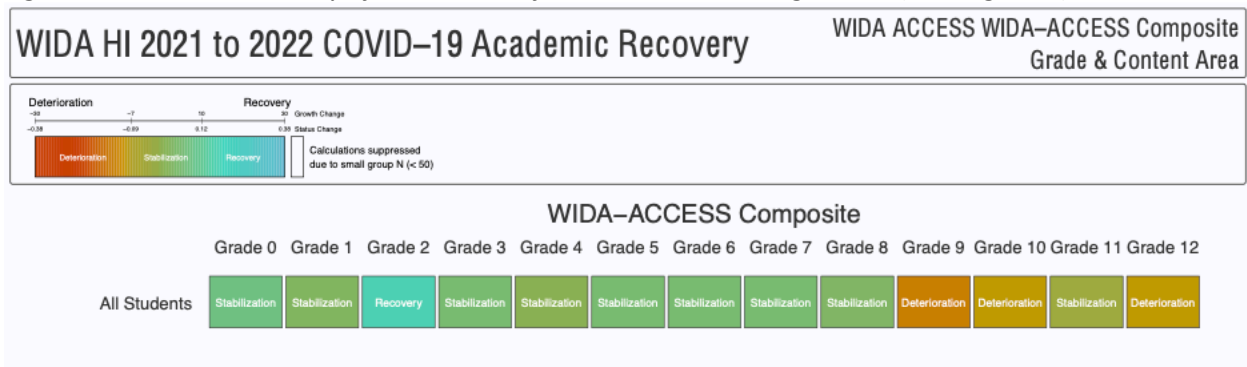 WIDA HI 2021 to 2022 COVID–19 Academic Recovery
WIDA ACCESS WIDA–ACCESS Composite
Grade & Content Area
Deterioration Recovery
−30 −7 10 30 Growth Change
−0.38 −0.09 0.12 0.38 Status Change
Deterioration Stabilization Recovery
Calculations suppressed
due to small group N (< 50)
WIDA–ACCESS Composite
Grade 0 Grade 1 Grade 2 Grade 3 Grade 4 Grade 5 Grade 6 Grade 7 Grade 8 Grade 9 Grade 10 Grade 11 Grade 12
All Students Stabilization Stabilization Recovery Stabilization Stabilization Stabilization Stabilization Stabilization Stabilization Deterioration Deterioration Stabilization Deterioration